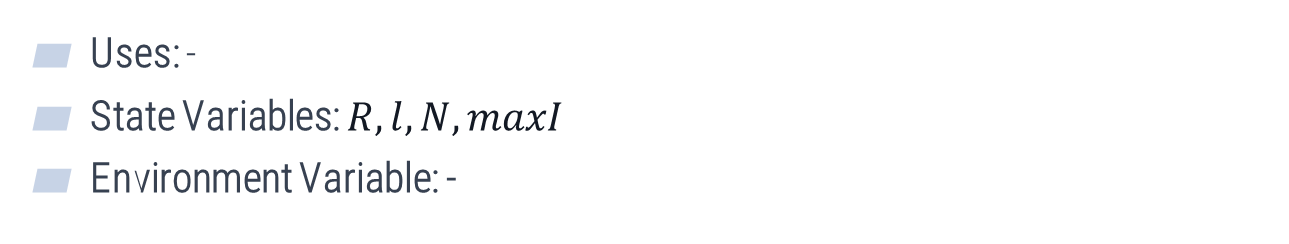 Uses: -
State Variables: R, l, N, maxI
Environment Variable: -